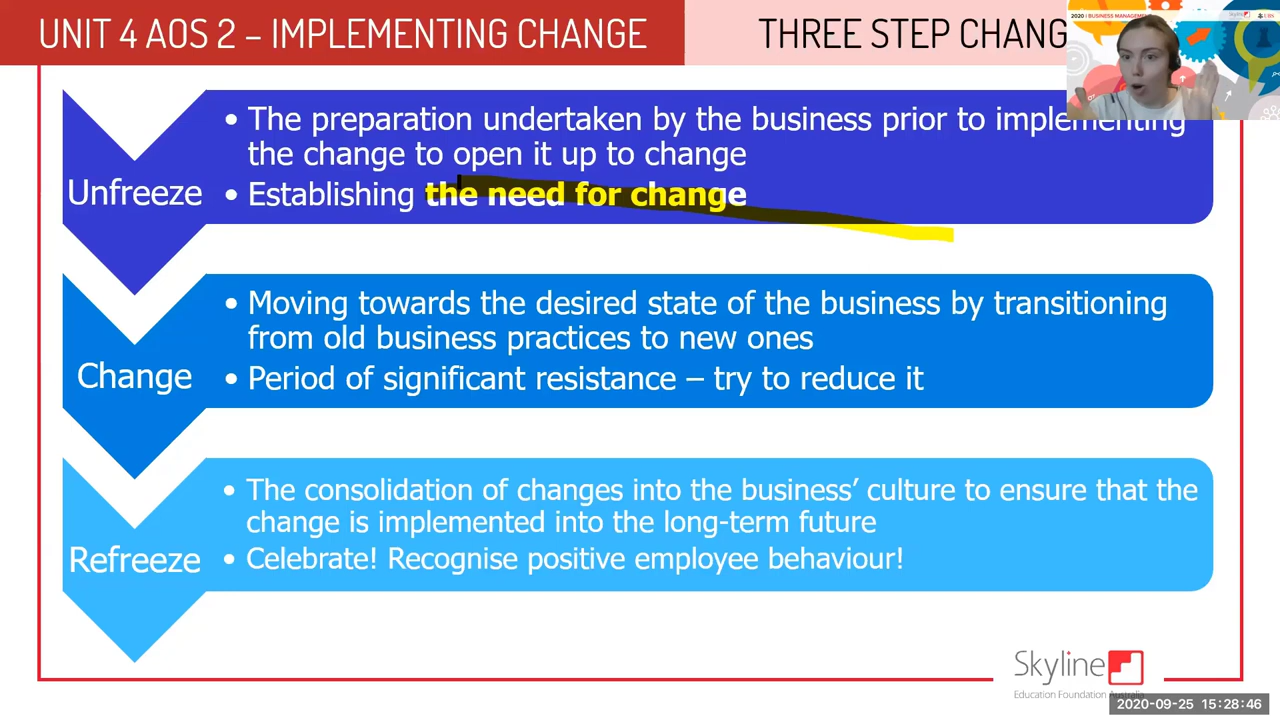 UNIT 4 AOS 2 – IMPLEMENTING CHANGE
THREE STEP CHANG
2020 | BUSINESS MANAGEMEN
Unfreeze
• The preparation undertaken by the business prior to implementing
the change to open it up to change
• Establishing the need for change
Change
• Moving towards the desired state of the business by transitioning
from old business practices to new ones
• Period of significant resistance – try to reduce it
Refreeze
• The consolidation of changes into the business’ culture to ensure that the
change is implemented into the long-term future
• Celebrate! Recognise positive employee behaviour!
Skyline
Education Foundation Australia
2020-09-25 15:28:46